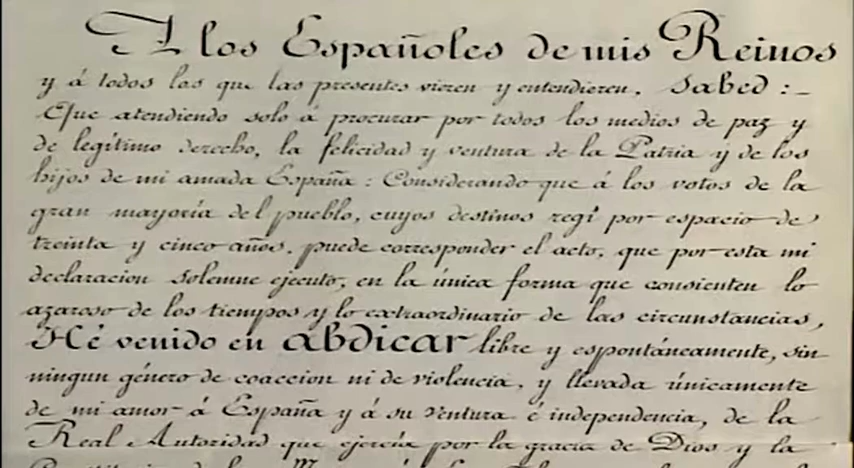 A los Españoles de mis Reinos
y á todos los que las presentes vieren y entendieren, Sabed :_
Que atendiendo solo á procurar por todos los medios de paz y
de legítimo derecho, la felicidad y ventura de la Patria y de los
hijos de mi amada España : Considerando que á los votos de la
gran mayoría del pueblo, cuyos destinos regí por espacio de
treinta y cinco años, puede corresponder el acto, que por esta mi
declaracion solemne ejecuto, en la única forma que consienten lo
azaroso de los tiempos y lo extraordinario de las circunstancias,
Hé venido en abdicar libre y espontáneamente, sin
ningun género de coaccion ni de violencia, y llevada únicamente
de mi amor á España y á su ventura é independencia, de la
Real Autoridad que ejercía por la gracia de Dios y la